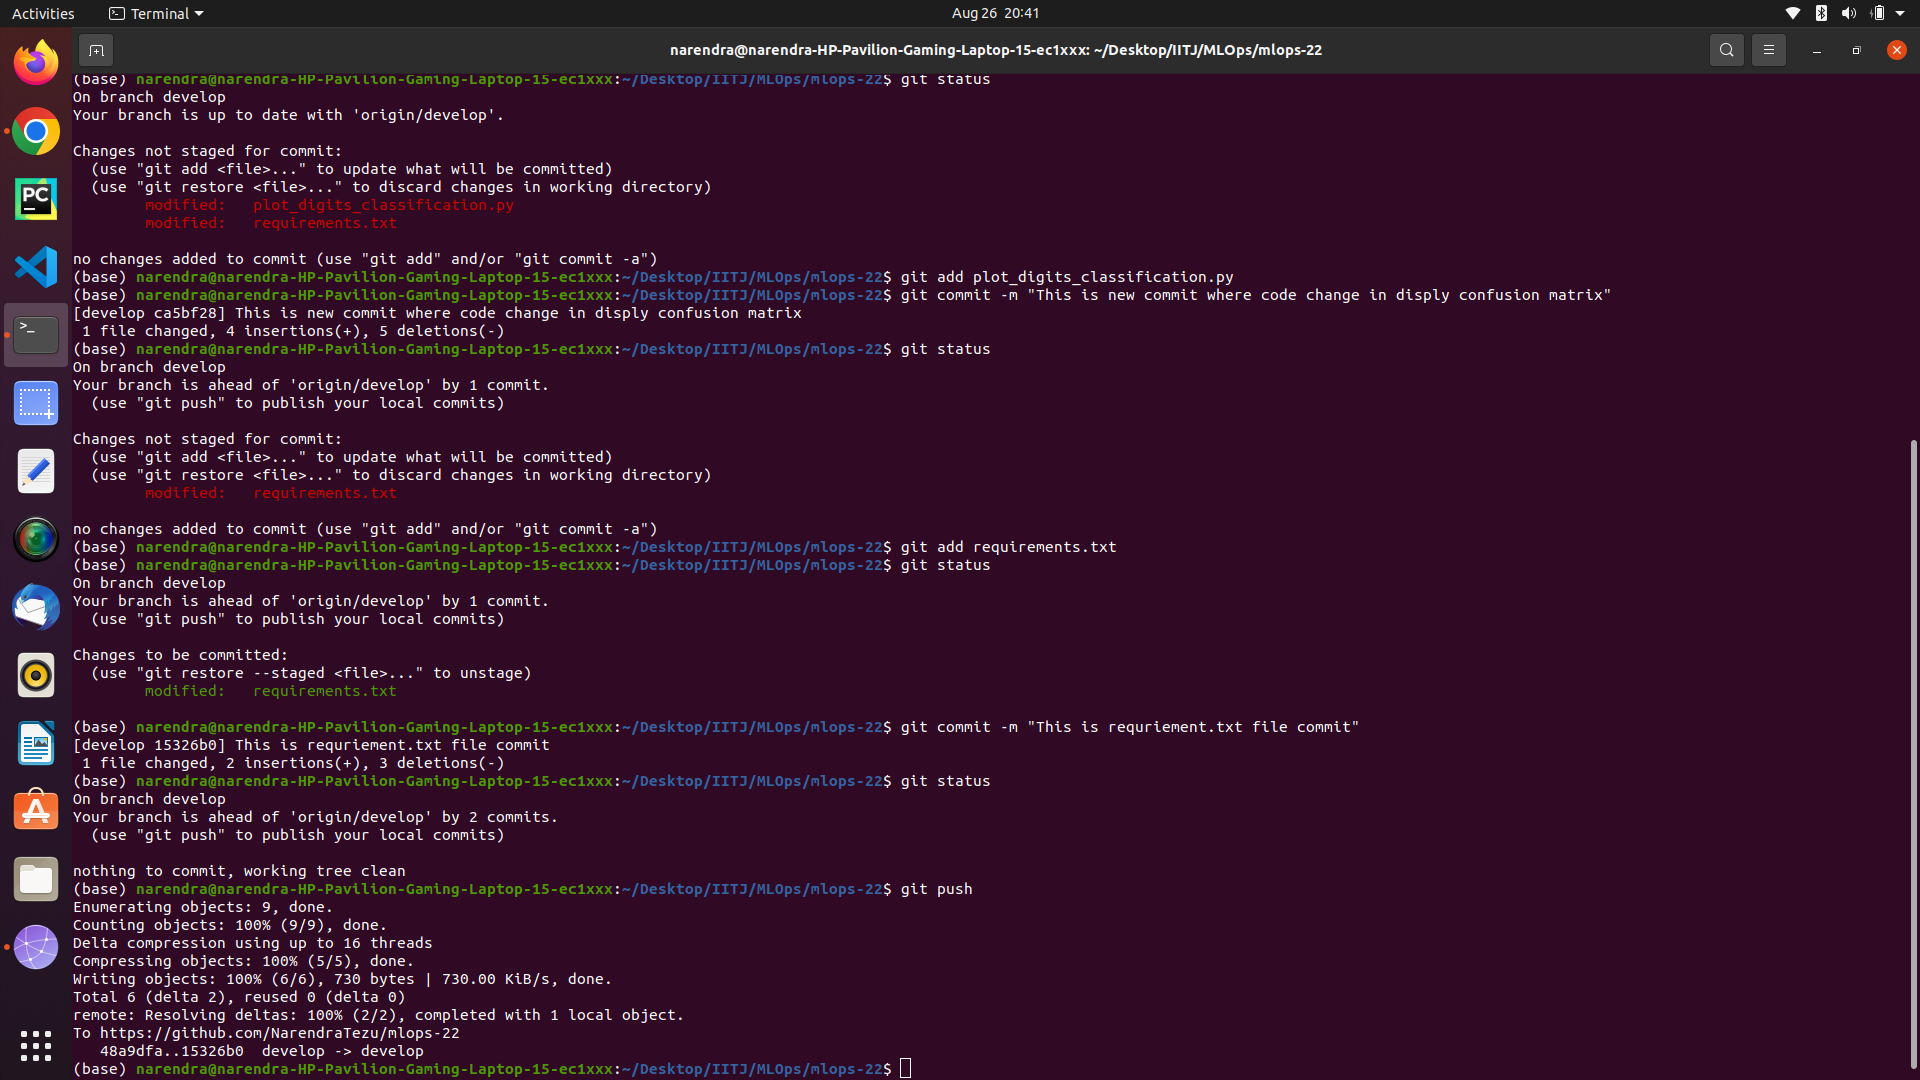 Activities
Terminal
Aug 26 20:41
narendra@narendra-HP-Pavilion-Gaming-Laptop-15-ec1xxx: ~/Desktop/IITJ/MLOps/mlops-22
(base) narendra@narendra-HP-Pavilion-Gaming-Laptop-15-ec1xxx:~/Desktop/IITJ/MLOps/mlops-22$ git status
On branch develop
Your branch is up to date with 'origin/develop'.
Changes not staged for commit:
  (use "git add <file>..." to update what will be committed)
  (use "git restore <file>..." to discard changes in working directory)
        modified:   plot_digits_classification.py
        modified:   requirements.txt
no changes added to commit (use "git add" and/or "git commit -a")
(base) narendra@narendra-HP-Pavilion-Gaming-Laptop-15-ec1xxx:~/Desktop/IITJ/MLOps/mlops-22$ git add plot_digits_classification.py
(base) narendra@narendra-HP-Pavilion-Gaming-Laptop-15-ec1xxx:~/Desktop/IITJ/MLOps/mlops-22$ git commit -m "This is new commit where code change in disply confusion matrix"
[develop ca5bf28] This is new commit where code change in disply confusion matrix
 1 file changed, 4 insertions(+), 5 deletions(-)
(base) narendra@narendra-HP-Pavilion-Gaming-Laptop-15-ec1xxx:~/Desktop/IITJ/MLOps/mlops-22$ git status
On branch develop
Your branch is ahead of 'origin/develop' by 1 commit.
  (use "git push" to publish your local commits)
Changes not staged for commit:
  (use "git add <file>..." to update what will be committed)
  (use "git restore <file>..." to discard changes in working directory)
        modified:   requirements.txt
no changes added to commit (use "git add" and/or "git commit -a")
(base) narendra@narendra-HP-Pavilion-Gaming-Laptop-15-ec1xxx:~/Desktop/IITJ/MLOps/mlops-22$ git add requirements.txt
(base) narendra@narendra-HP-Pavilion-Gaming-Laptop-15-ec1xxx:~/Desktop/IITJ/MLOps/mlops-22$ git status
On branch develop
Your branch is ahead of 'origin/develop' by 1 commit.
  (use "git push" to publish your local commits)
Changes to be committed:
  (use "git restore --staged <file>..." to unstage)
        modified:   requirements.txt
(base) narendra@narendra-HP-Pavilion-Gaming-Laptop-15-ec1xxx:~/Desktop/IITJ/MLOps/mlops-22$ git commit -m "This is requriement.txt file commit"
[develop 15326b0] This is requriement.txt file commit
 1 file changed, 2 insertions(+), 3 deletions(-)
(base) narendra@narendra-HP-Pavilion-Gaming-Laptop-15-ec1xxx:~/Desktop/IITJ/MLOps/mlops-22$ git status
On branch develop
Your branch is ahead of 'origin/develop' by 2 commits.
  (use "git push" to publish your local commits)
nothing to commit, working tree clean
(base) narendra@narendra-HP-Pavilion-Gaming-Laptop-15-ec1xxx:~/Desktop/IITJ/MLOps/mlops-22$ git push
Enumerating objects: 9, done.
Counting objects: 100% (9/9), done.
Delta compression using up to 16 threads
Compressing objects: 100% (5/5), done.
Writing objects: 100% (6/6), 730 bytes | 730.00 KiB/s, done.
Total 6 (delta 2), reused 0 (delta 0)
remote: Resolving deltas: 100% (2/2), completed with 1 local object.
To https://github.com/NarendraTezu/mlops-22
   48a9dfa..15326b0  develop -> develop
(base) narendra@narendra-HP-Pavilion-Gaming-Laptop-15-ec1xxx:~/Desktop/IITJ/MLOps/mlops-22$
PC
>_
A